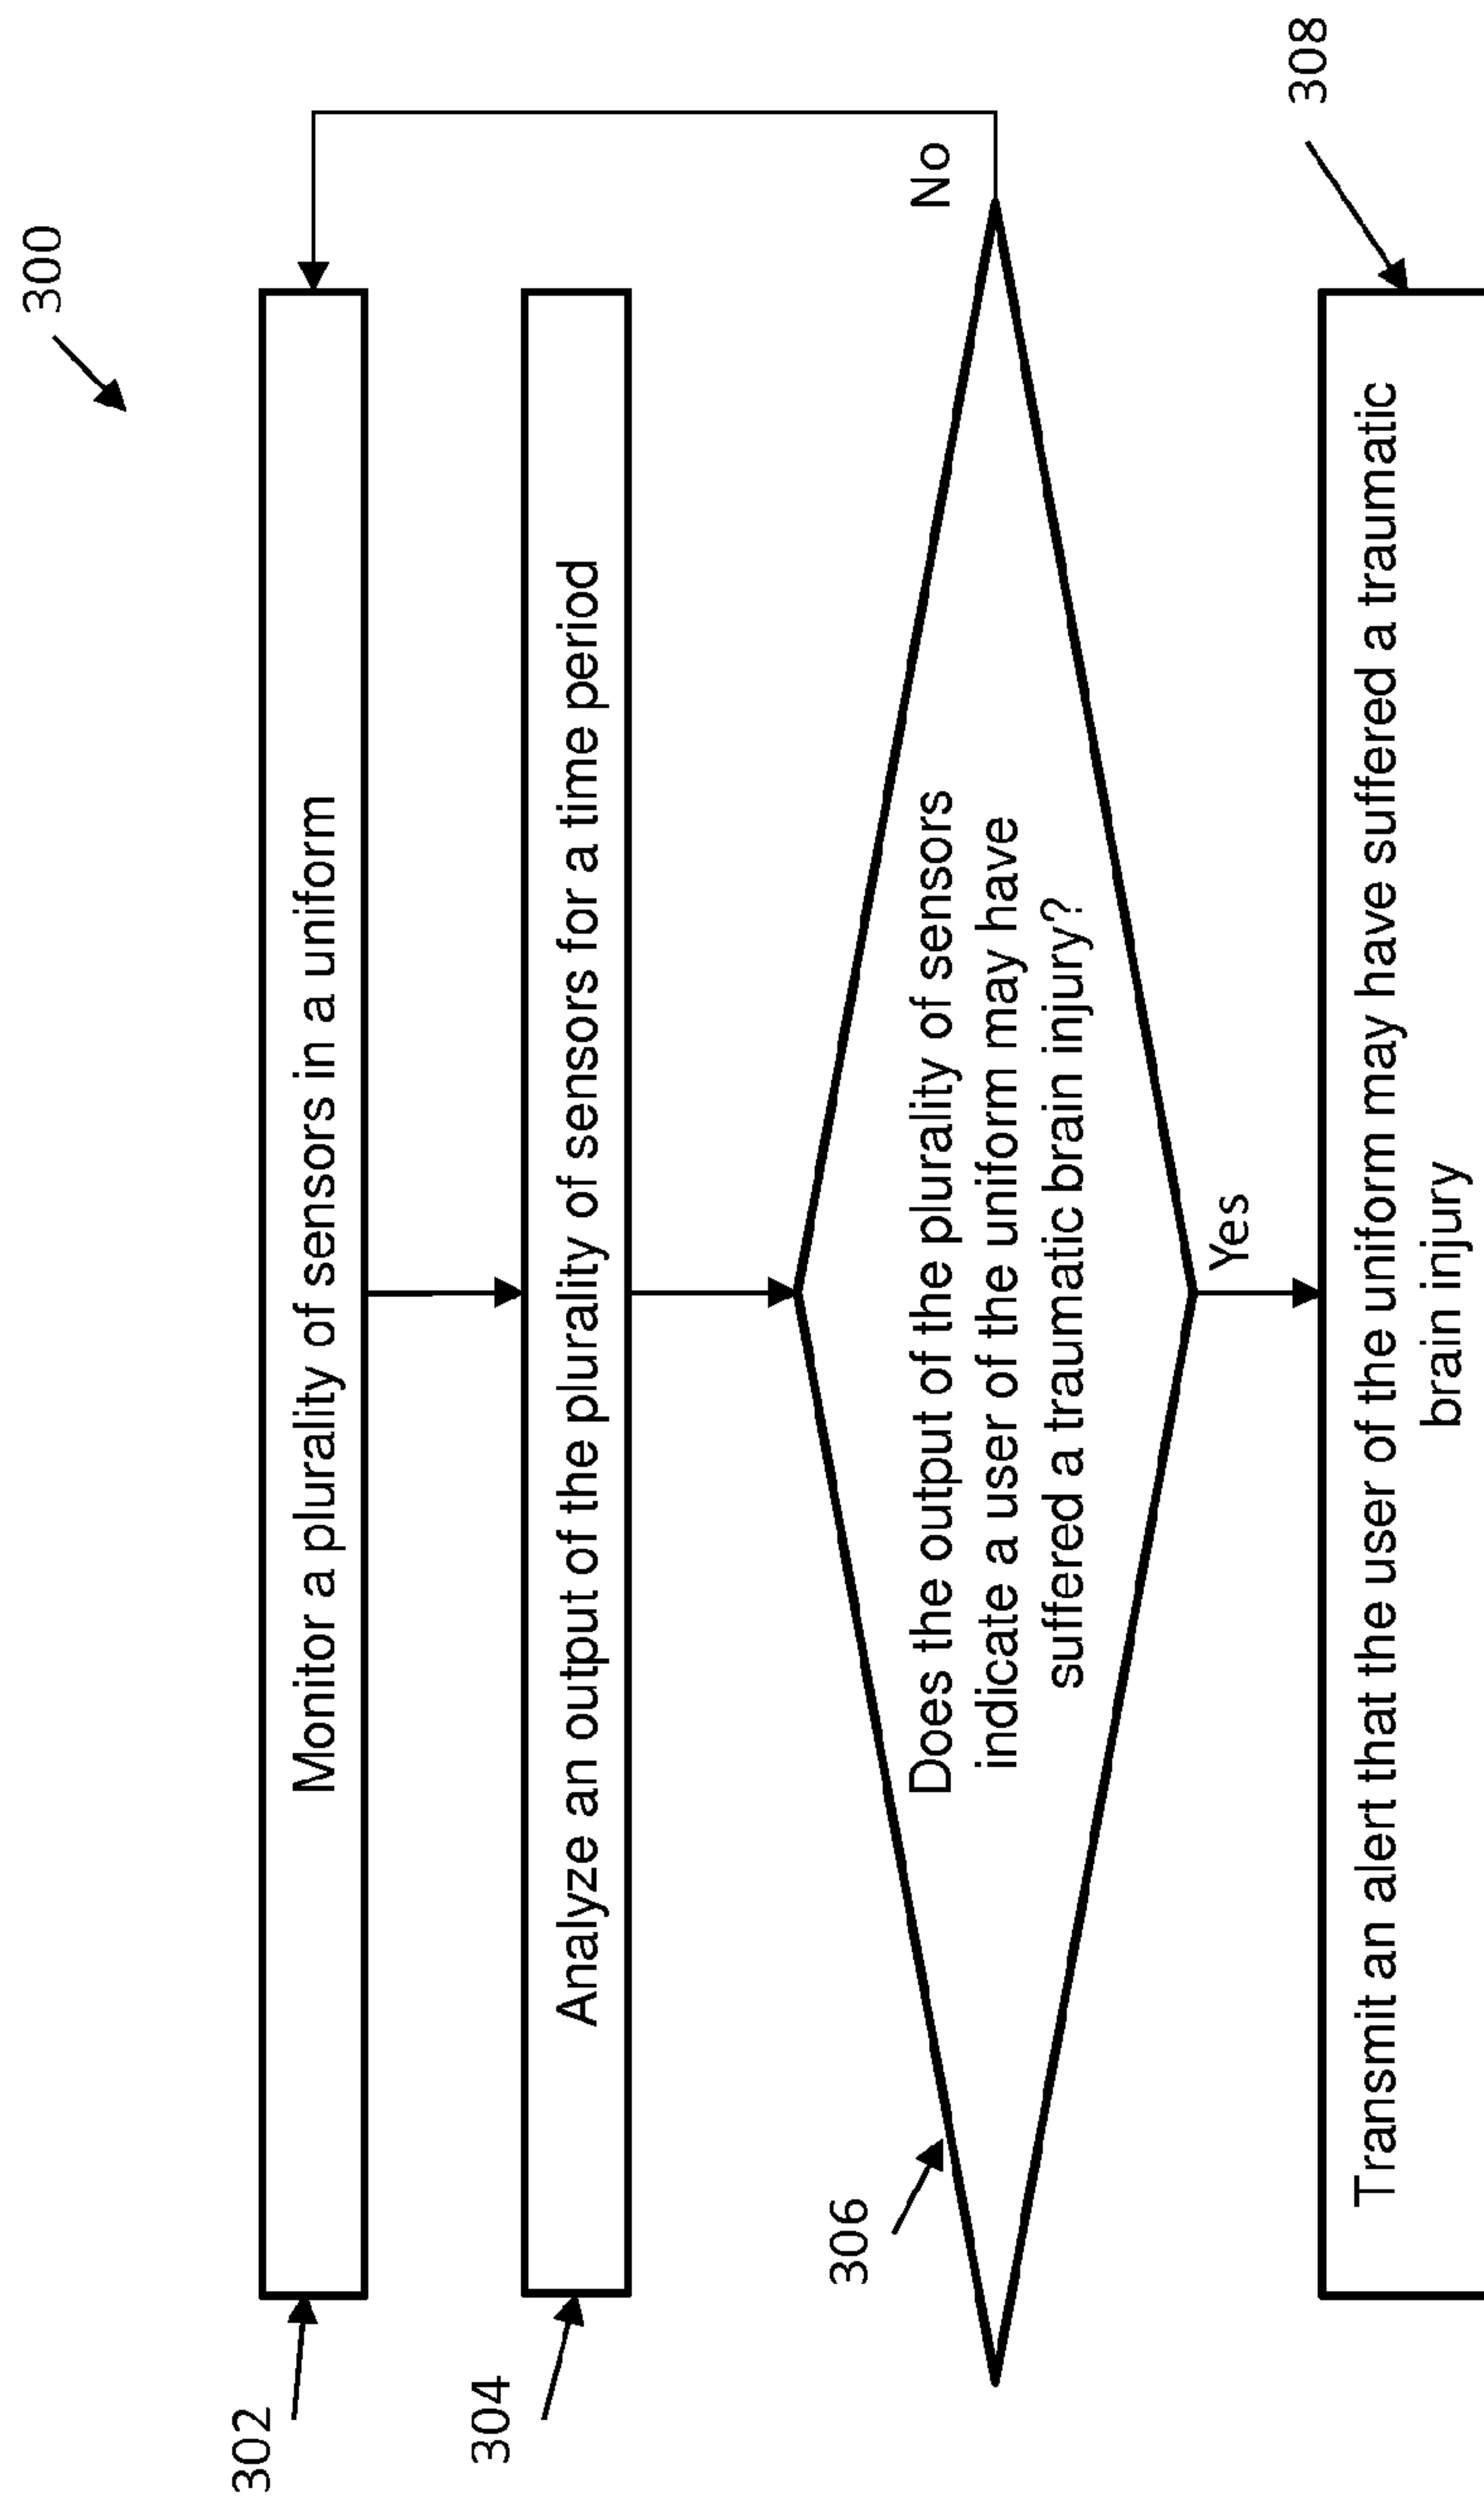 300
302
Monitor a plurality of sensors in a uniform
304
Analyze an output of the plurality of sensors for a time period
306
Does the output of the plurality of sensors
indicate a user of the uniform may have
suffered a traumatic brain injury?
No
Yes
308
Transmit an alert that the user of the uniform may have suffered a traumatic
brain injury